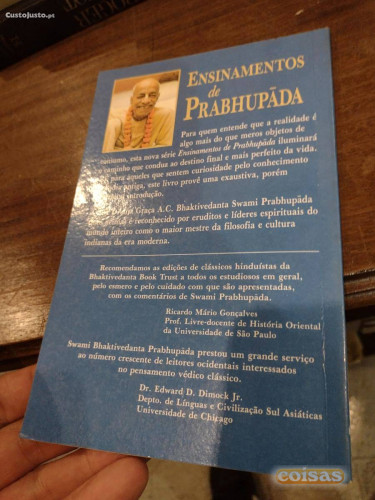 CustoJusto.pt
ENSINAMENTOS
de
PRABHUPĀDA
Para quem entende que a realidade é
algo mais do que meros objetos de
consumismo, esta nova série Ensinamentos de Prabhupāda iluminará
caminho que conduz ao destino final e mais perfeito da vida.
para aqueles que sentem curiosidade pelo conhecimento
antiga, este livro provê uma exaustiva, porém
introdução.
Graça A.C. Bhaktivedanta Swami Prabhupāda
é reconhecido por eruditos e líderes espirituais do
mundo inteiro como o maior mestre da filosofia e cultura
indianas da era moderna.
Recomendamos as edições de clássicos hinduístas da
Bhaktivedanta Book Trust a todos os estudiosos em geral,
pelo esmero e pelo cuidado com que são apresentadas,
com os comentários de Swami Prabhupāda.
Ricardo Mário Gonçalves
Prof. Livre-docente de História Oriental
da Universidade de São Paulo
Swami Bhaktivedanta Prabhupāda prestou um grande serviço
ao número crescente de leitores ocidentais interessados
no pensamento védico clássico.
Dr. Edward D. Dimock Jr.
Depto. de Línguas e Civilização Sul Asiáticas
Universidade de Chicago
coisas